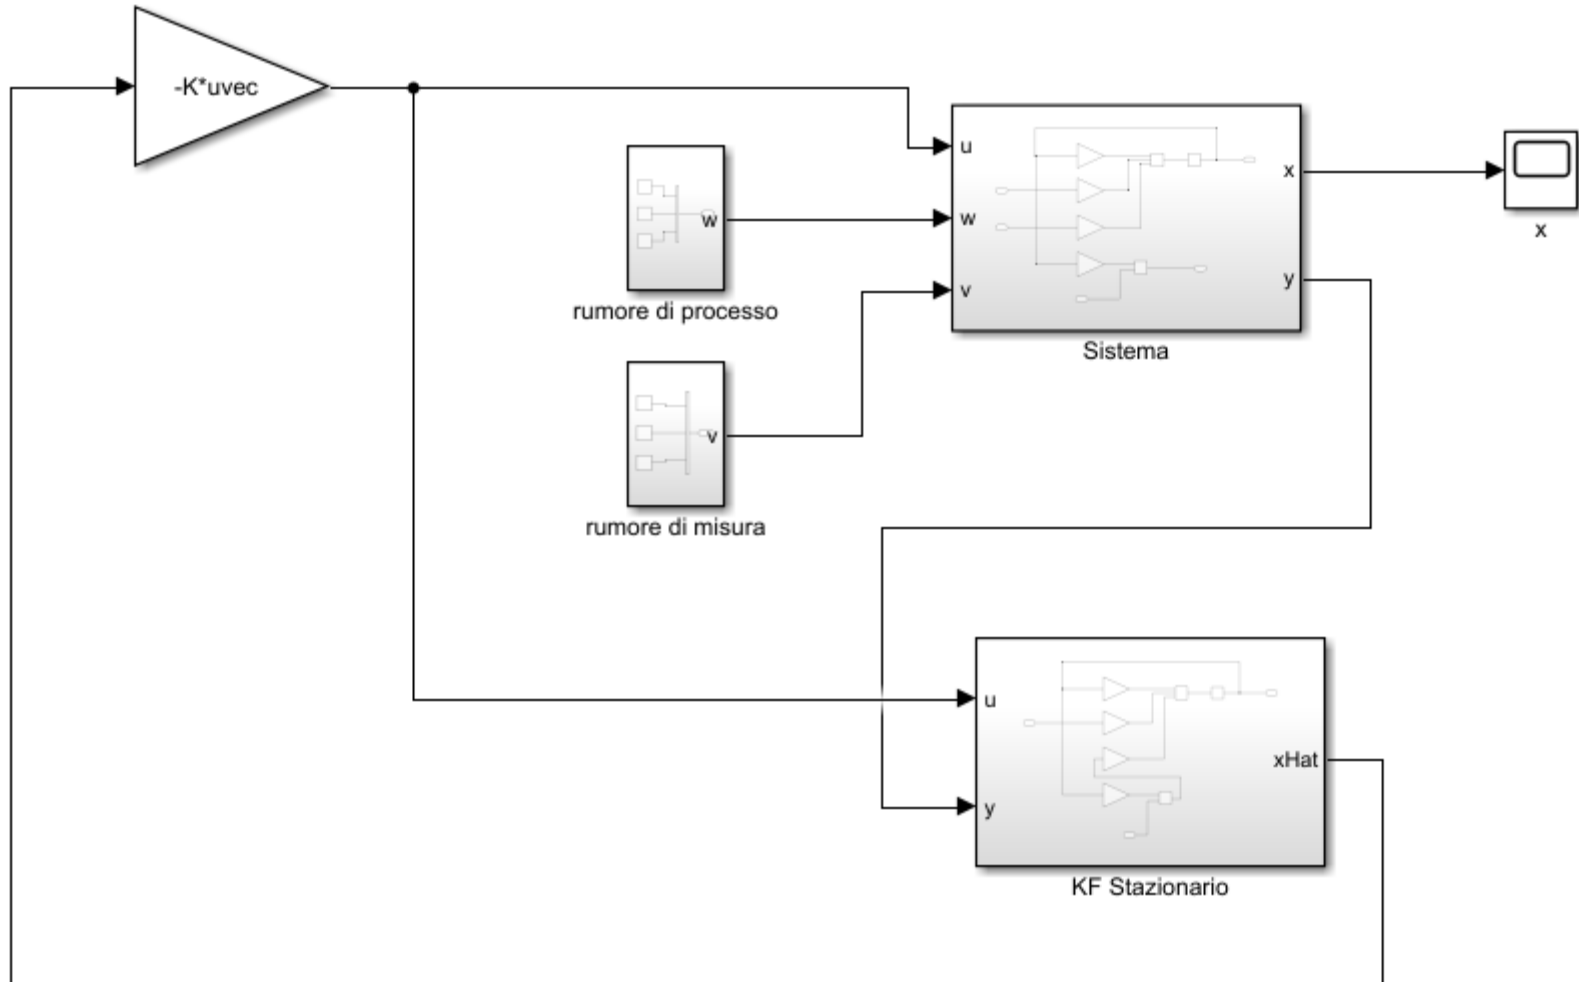 -K*uvec
u
w
v
x
y
Sistema
x
w
rumore di processo
v
rumore di misura
u
y
xHat
KF Stazionario